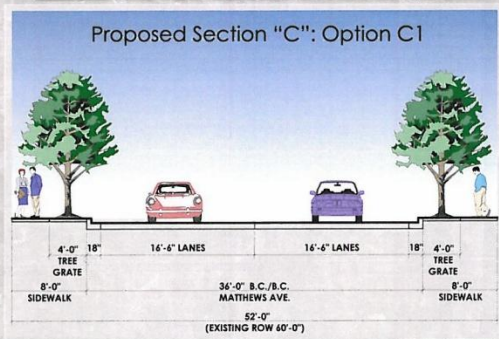 Proposed Section “C”: Option C1
4'-0" TREE GRATE
18"
16'-6" LANES
16'-6" LANES
18"
4'-0" TREE GRATE
8'-0" SIDEWALK
36'-0" B.C./B.C. MATTHEWS AVE.
8'-0" SIDEWALK
52'-0"
(EXISTING ROW 60'-0")